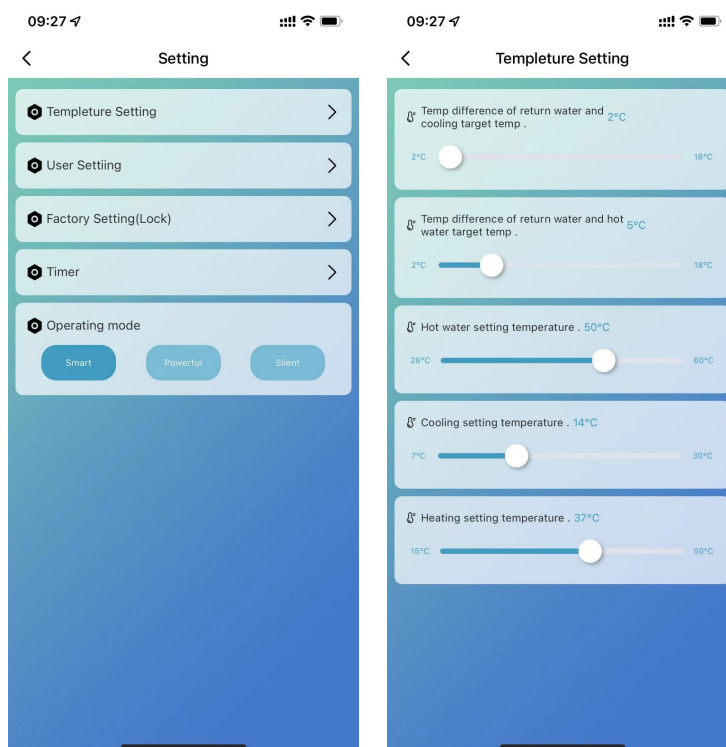 09:27
Setting
Templeture Setting
User Settiing
Factory Setting(Lock)
Timer
Operating mode
Smart
Powerful
Slient
09:27
Templeture Setting
Temp difference of return water and
cooling target temp . 2°C
2°C
18°C
Temp difference of return water and hot
water target temp . 5°C
2°C
18°C
Hot water setting temperature . 50°C
28°C
60°C
Cooling setting temperature . 14°C
7°C
30°C
Heating setting temperature . 37°C
15°C
50°C